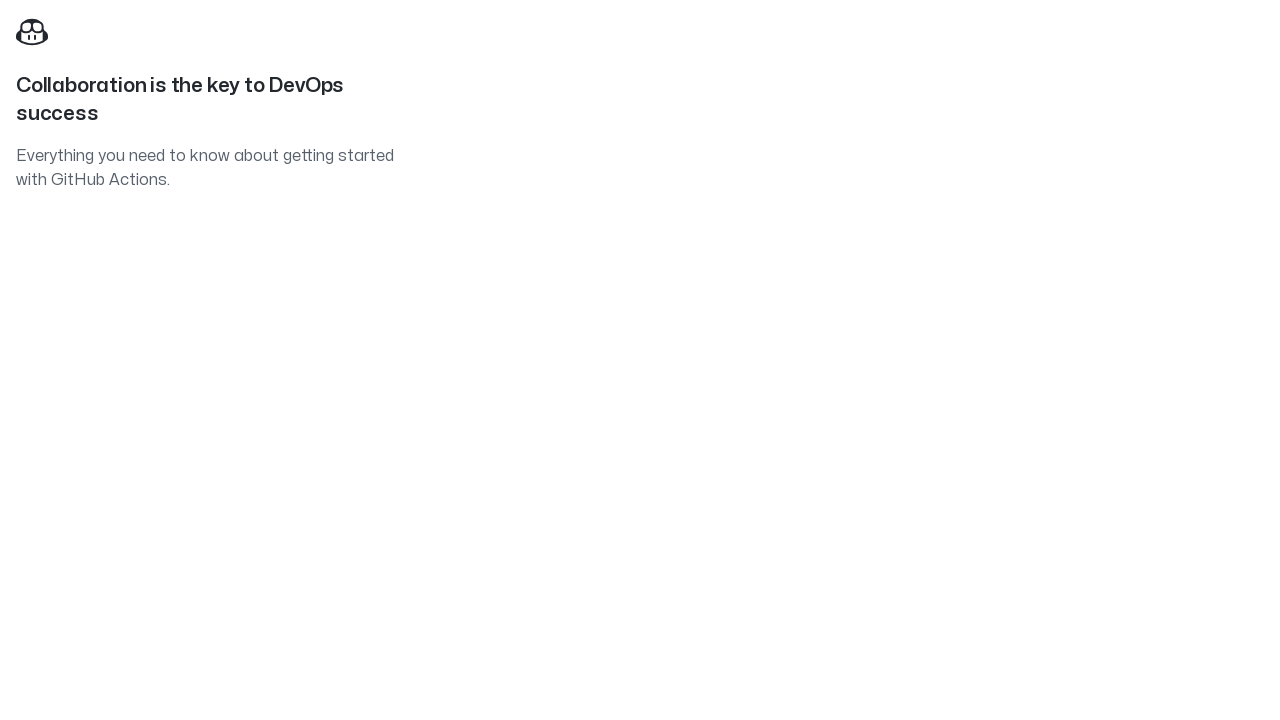 Collaboration is the key to DevOps
success
Everything you need to know about getting started
with GitHub Actions.